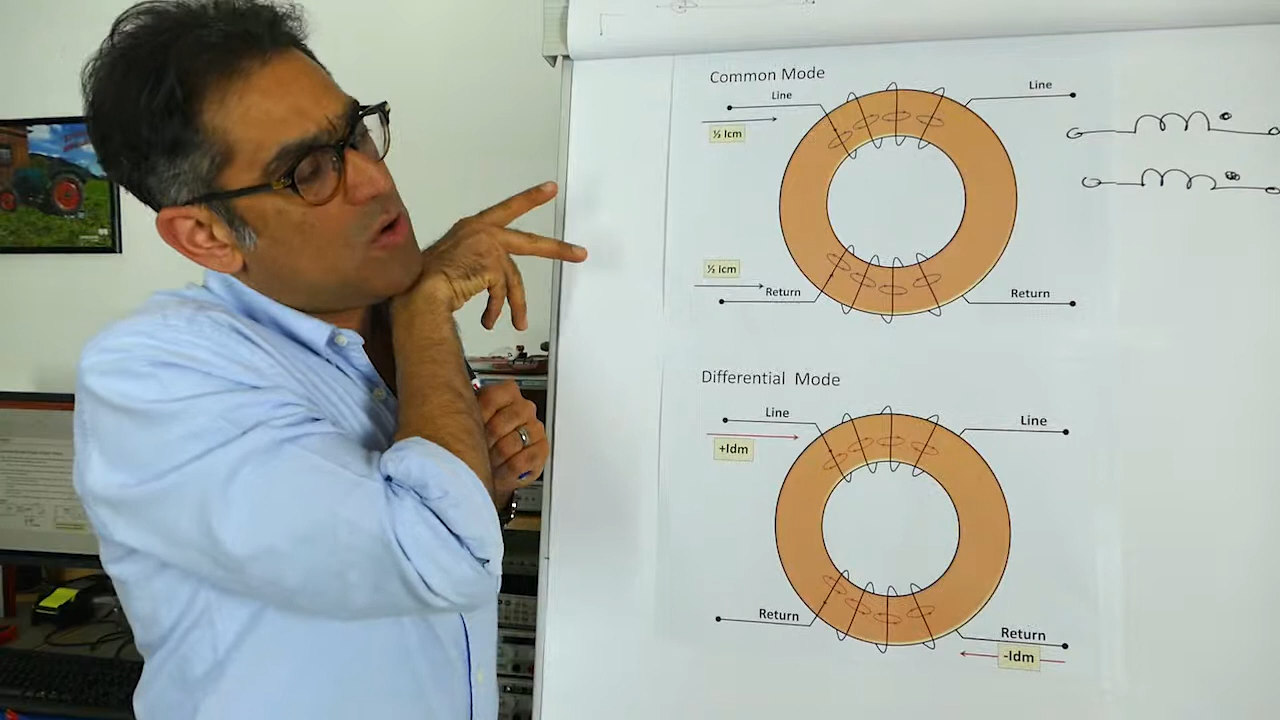 Common Mode
Line
Line
½ Icm
½ Icm
Return
Return
Differential Mode
Line
Line
+Idm
Return
Return
-Idm